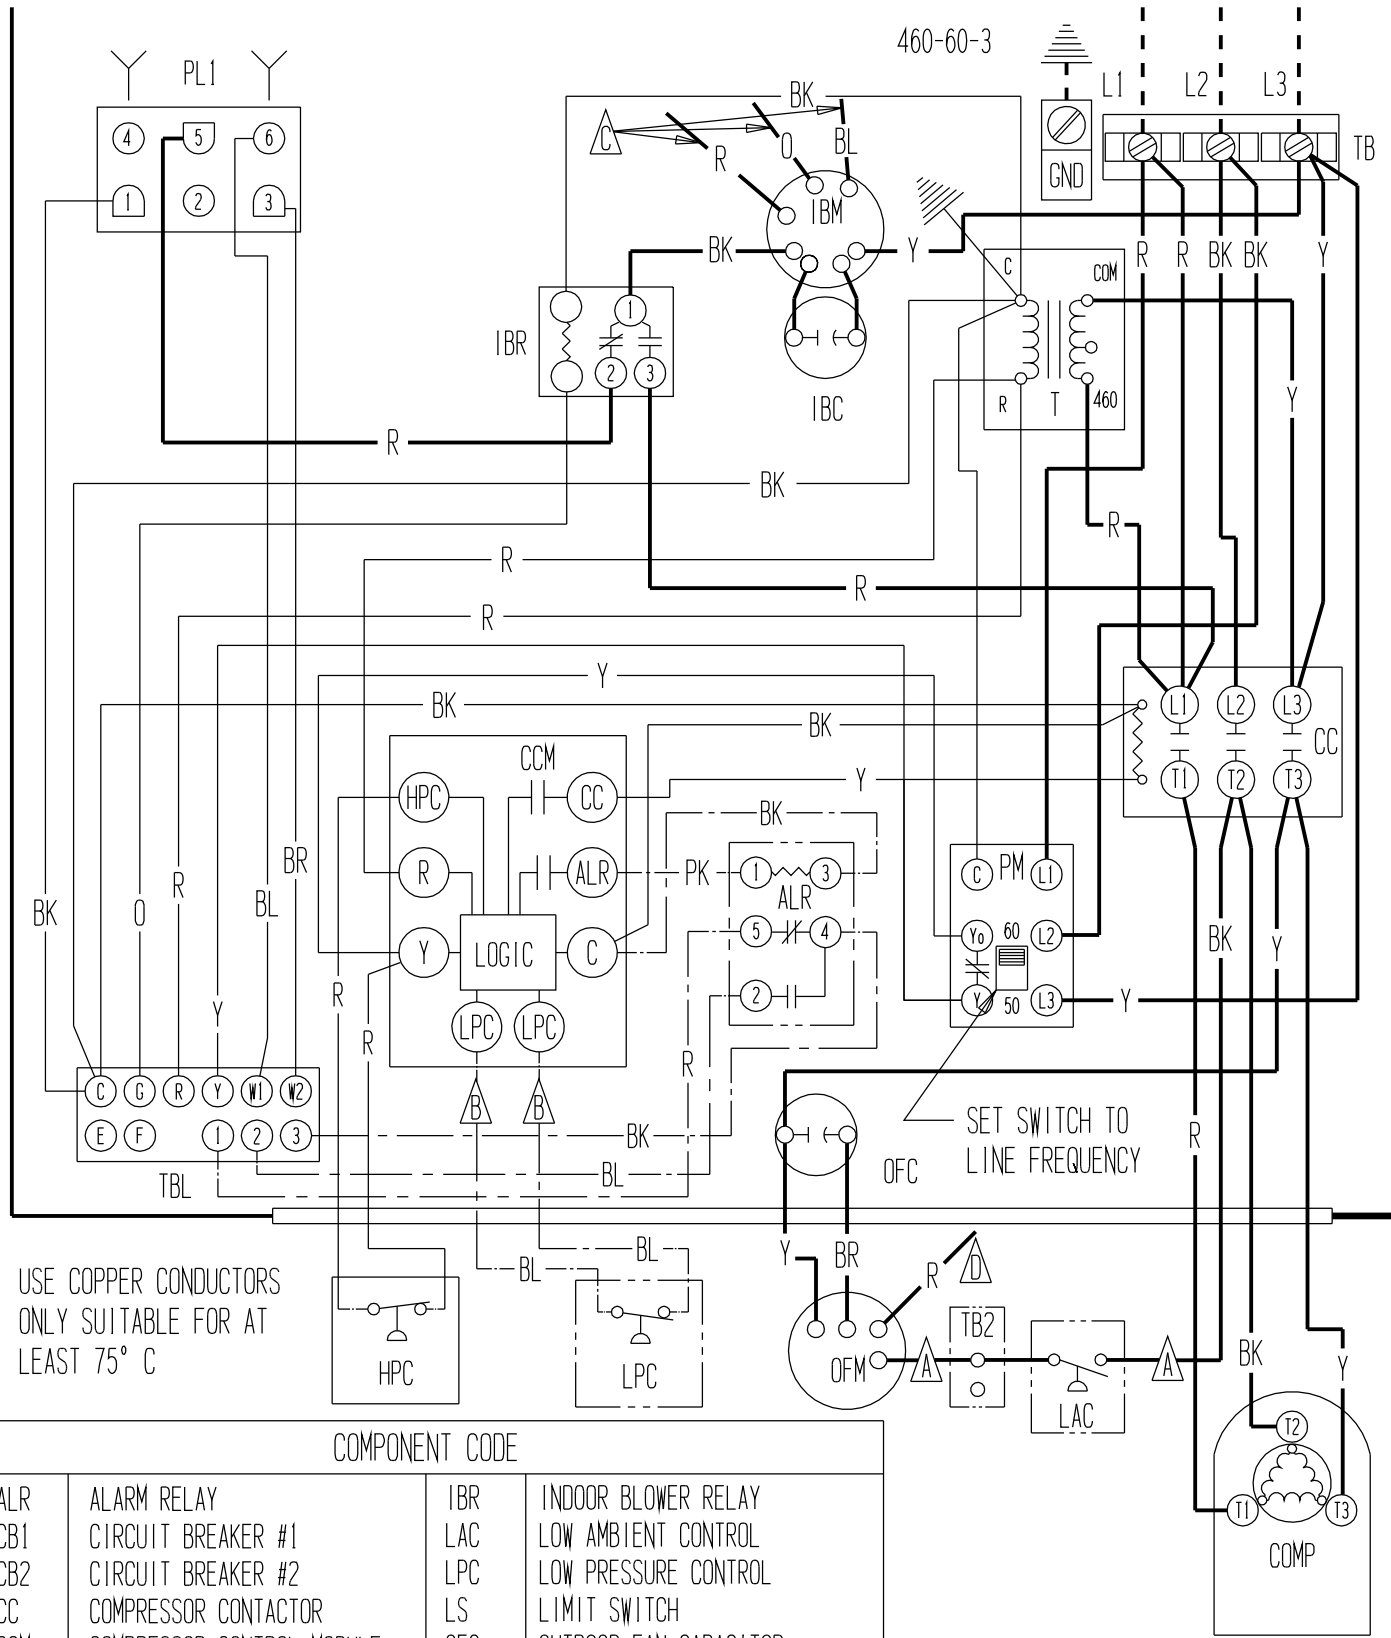 460-60-3
PL1
4 5 6
1 2 3
L1 L2 L3
TB
GND
BK
C
R O BL
IBM
BK
Y
IBC
IBR
1
2 3
C COM
R T 460
R R BK BK Y
Y
R
R
BK
R
R
R
Y
BK
BK
Y
L1 L2 L3
CC
T1 T2 T3
CCM
HPC CC
R ALR
Y LOGIC C
LPC LPC
BK
PK
1 3
ALR
5 4
2
C PM L1
Yo 60 L2
Y 50 L3
Y
BK O R Y BL BR
R R
R
BK Y
B B
C G R Y W1 W2
E F 1 2 3
TBL
BK
BL
SET SWITCH TO
LINE FREQUENCY
OFC
R
BL BL
Y BR R D
HPC
LPC
OFM
A
TB2
LAC
A
BK
Y
T2
T1 T3
COMP
USE COPPER CONDUCTORS
ONLY SUITABLE FOR AT
LEAST 75° C
COMPONENT CODE
ALR ALARM RELAY IBR INDOOR BLOWER RELAY
CB1 CIRCUIT BREAKER #1 LAC LOW AMBIENT CONTROL
CB2 CIRCUIT BREAKER #2 LPC LOW PRESSURE CONTROL
CC COMPRESSOR CONTACTOR LS LIMIT SWITCH